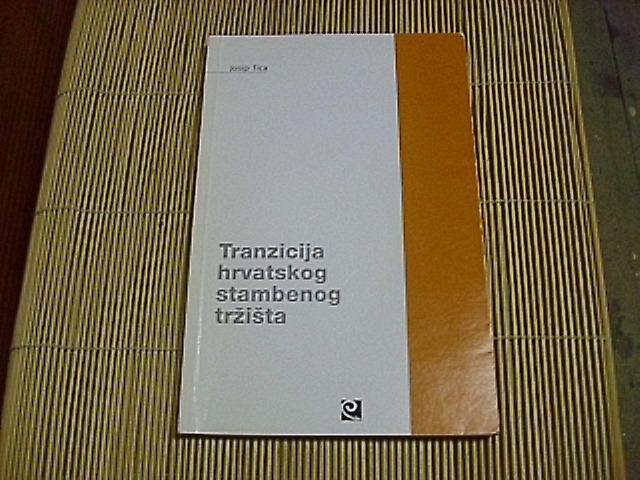 Josip Tica
Tranzicija
hrvatskog
stambenog
tržišta